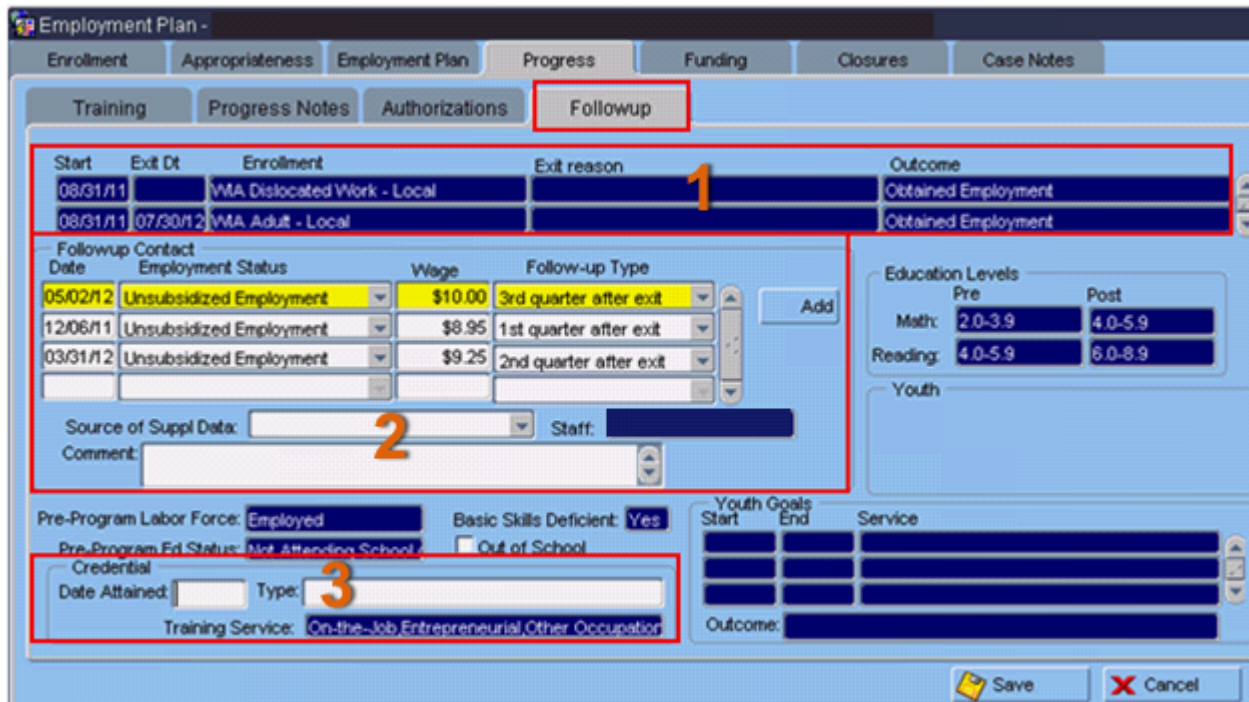 Employment Plan -
Enrollment Appropriateness Employment Plan Progress Funding Closures Case Notes
Training Progress Notes Authorizations Followup
Start Exit Dt Enrollment Exit reason Outcome
08/31/11 WIA Dislocated Work - Local Obtained Employment
08/31/11 07/30/12 WIA Adult - Local Obtained Employment
1
Followup Contact
Date Employment Status Wage Follow-up Type
05/02/12 Unsubsidized Employment $10.00 3rd quarter after exit Add
12/06/11 Unsubsidized Employment $8.95 1st quarter after exit
03/31/12 Unsubsidized Employment $9.25 2nd quarter after exit
Source of Suppl Data: Staff:
2
Comment:
Education Levels
Pre Post
Math: 2.0-3.9 4.0-5.9
Reading: 4.0-5.9 6.0-8.9
Youth
Pre-Program Labor Force: Employed Basic Skills Deficient: Yes
Pre-Program Ed Status: Not Attending School Out of School
Credential
Date Attained: Type:
3
Training Service: On-the-Job,Entrepreneurial,Other Occupation
Youth Goals
Start End Service
Outcome:
Save Cancel